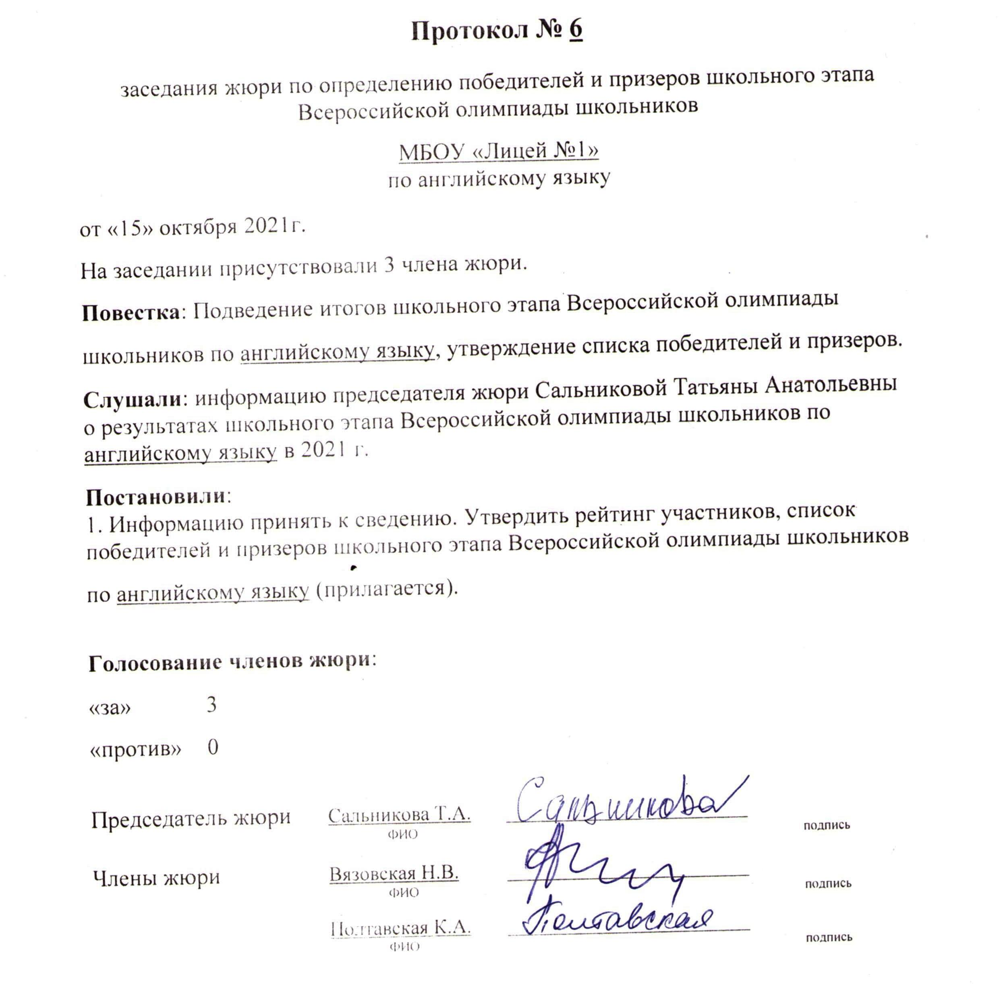 Протокол № 6
заседания жюри по определению победителей и призеров школьного этапа
Всероссийской олимпиады школьников
МБОУ «Лицей №1»
по английскому языку
от «15» октября 2021г.
На заседании присутствовали 3 члена жюри.
Повестка: Подведение итогов школьного этапа Всероссийской олимпиады
школьников по английскому языку, утверждение списка победителей и призеров.
Слушали: информацию председателя жюри Сальниковой Татьяны Анатольевны
о результатах школьного этапа Всероссийской олимпиады школьников по
английскому языку в 2021 г.
Постановили:
1. Информацию принять к сведению. Утвердить рейтинг участников, список
победителей и призеров школьного этапа Всероссийской олимпиады школьников
по английскому языку (прилагается).
Голосование членов жюри:
«за» 3
«против» 0
Председатель жюри Сальникова Т.А. Сальникова подпись
ФИО
Члены жюри Вязовская Н.В. подпись
ФИО
Полтавская К.А. Полтавская подпись
ФИО